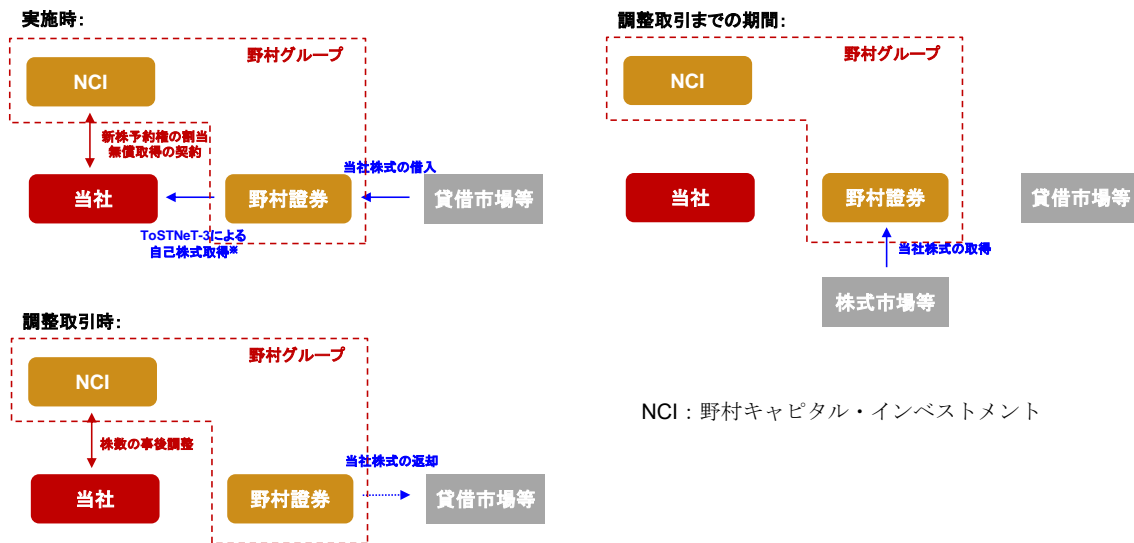 実施時：
野村グループ
NCI
新株予約権の割当
無償取得の契約
当社株式の借入
当社
野村證券
貸借市場等
ToSTNeT-3による
自己株式取得※
調整取引までの期間：
野村グループ
NCI
当社
野村證券
貸借市場等
当社株式の取得
株式市場等
調整取引時：
野村グループ
NCI
株数の事後調整
当社株式の返却
当社
野村證券
貸借市場等
NCI：野村キャピタル・インベストメント